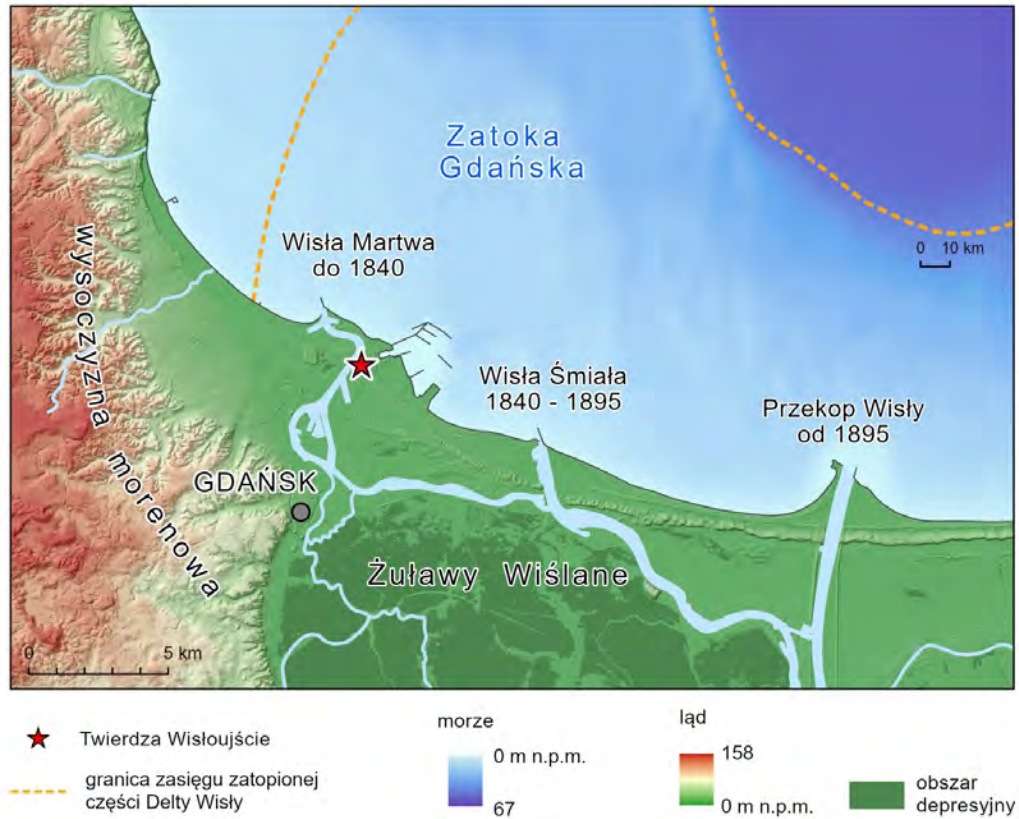 Zatoka
Gdańska
0 10 km
Wisła Martwa
do 1840
Wisła Śmiała
1840 - 1895
Przekop Wisły
od 1895
wysoczyzna
morenowa
GDAŃSK
Żuławy Wiślane
0 5 km
morze
ląd
Twierdza Wisłoujście
0 m n.p.m.
67
158
0 m n.p.m.
granica zasięgu zatopionej
części Delty Wisły
obszar
depresyjny